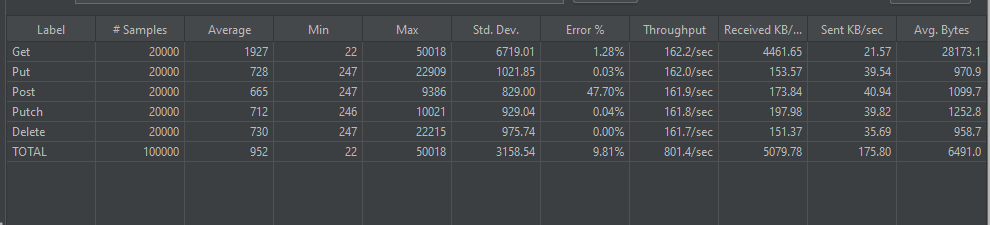 Label # Samples Average Min Max Std. Dev. Error % Throughput Received KB/... Sent KB/sec Avg. Bytes
Get 20000 1927 22 50018 6719.01 1.28% 162.2/sec 4461.65 21.57 28173.1
Put 20000 728 247 22909 1021.85 0.03% 162.0/sec 153.57 39.54 970.9
Post 20000 665 247 9386 829.00 47.70% 161.9/sec 173.84 40.94 1099.7
Putch 20000 712 246 10021 929.04 0.04% 161.8/sec 197.98 39.82 1252.8
Delete 20000 730 247 22215 975.74 0.00% 161.7/sec 151.37 35.69 958.7
TOTAL 100000 952 22 50018 3158.54 9.81% 801.4/sec 5079.78 175.80 6491.0